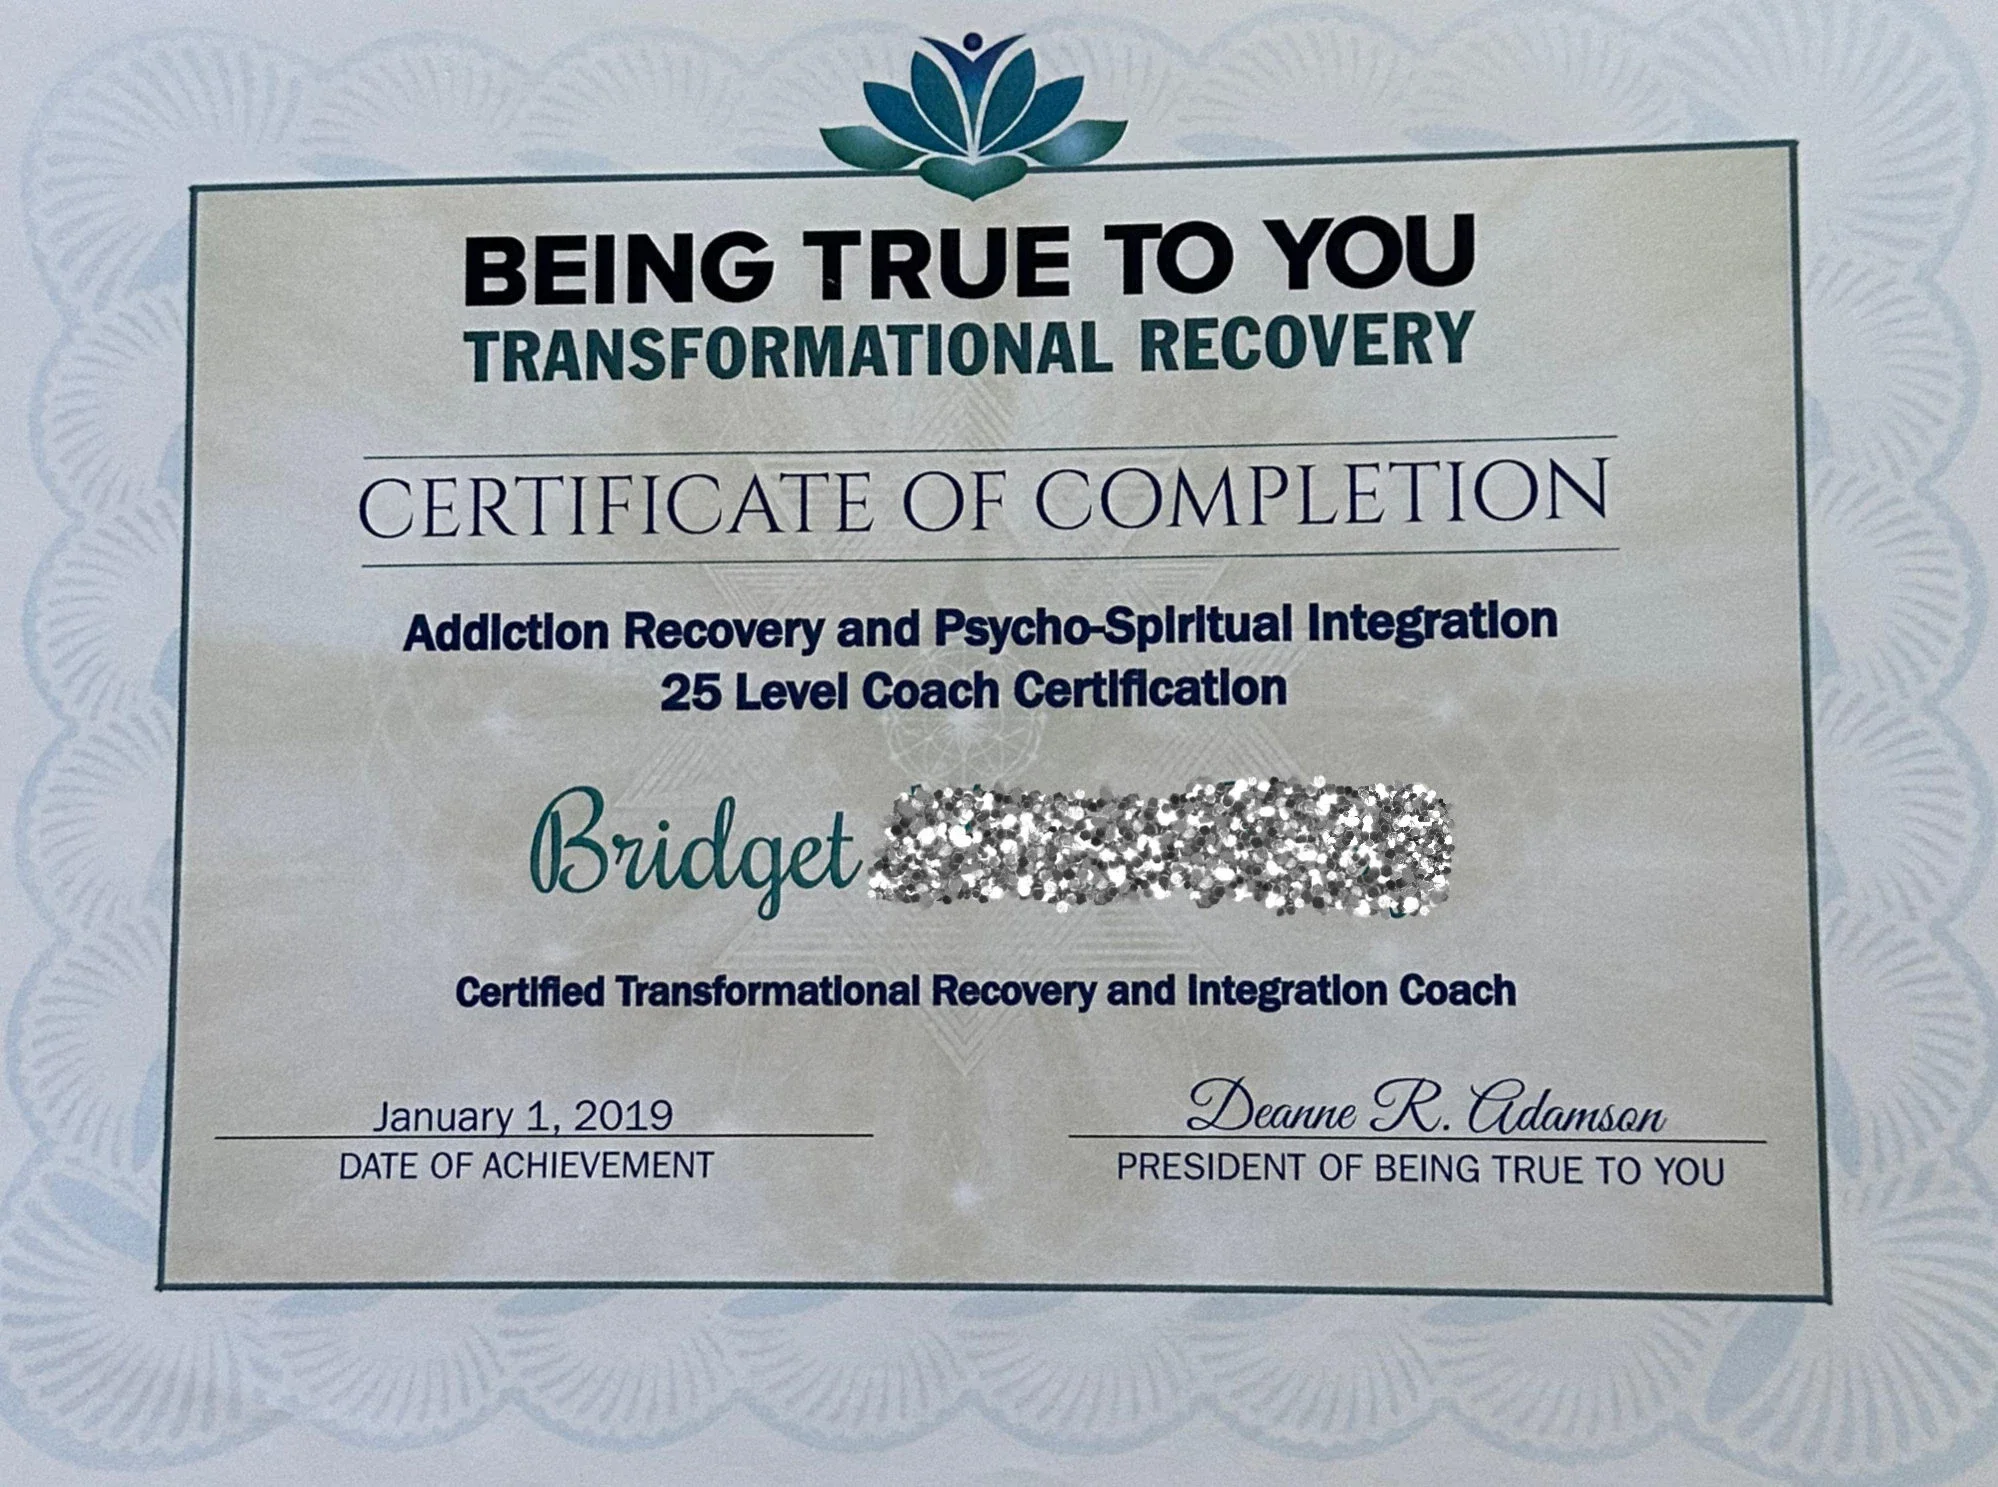 BEING TRUE TO YOU
TRANSFORMATIONAL RECOVERY
CERTIFICATE OF COMPLETION
Addiction Recovery and Psycho-Spiritual Integration
25 Level Coach Certification
Bridget
Certified Transformational Recovery and Integration Coach
January 1, 2019
DATE OF ACHIEVEMENT
Deanne R. Adamson
PRESIDENT OF BEING TRUE TO YOU